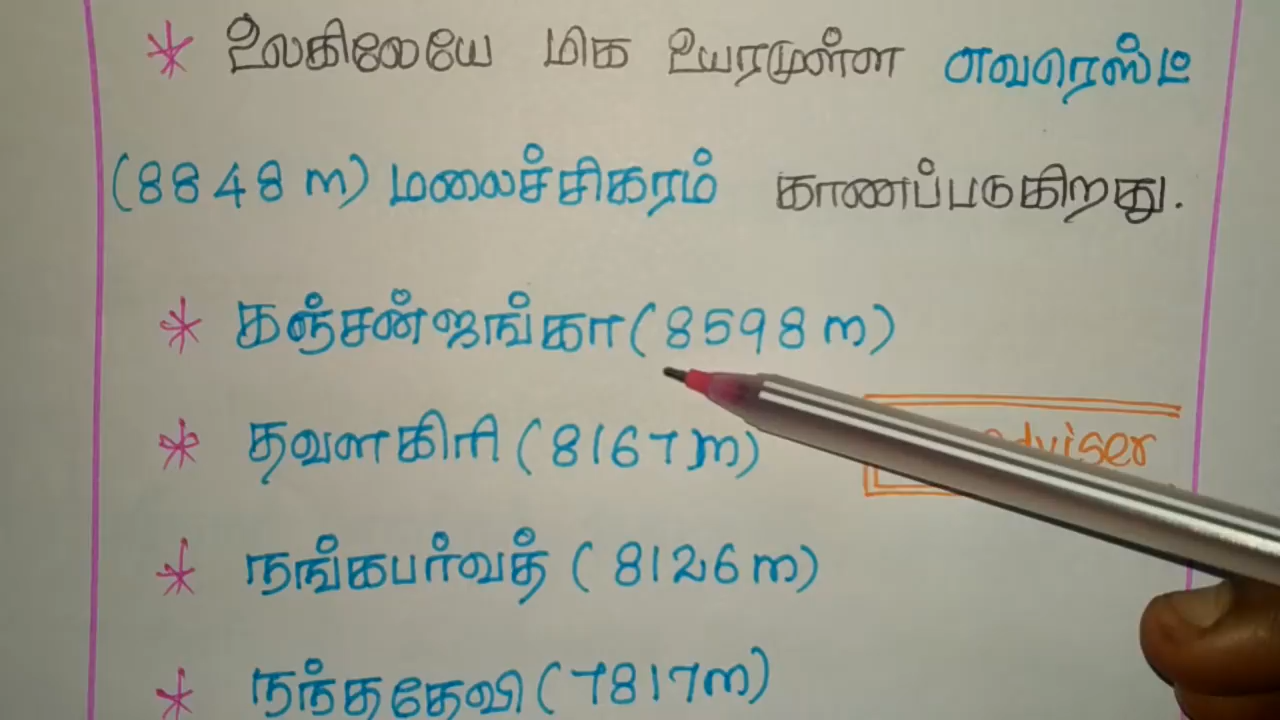 * உலகிலேயே மிக உயரமுள்ள எவரெஸ்ட்
(8848 m) மலைச்சிகரம் காணப்படுகிறது.
* கஞ்சன்ஜங்கா (8598 m)
* தவளகிரி (8167 m)
adviser
* நங்கபர்வத் (8126 m)
* நந்ததேவி (7817 m)